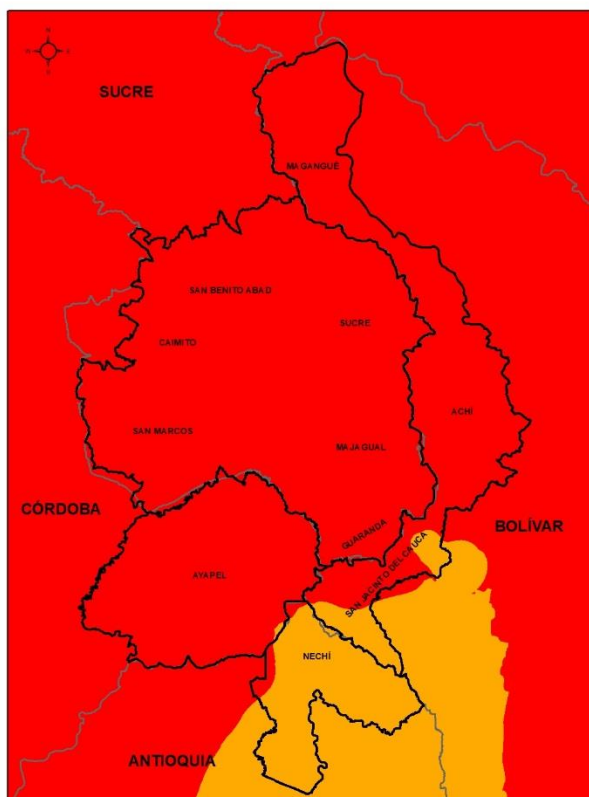 N
SUCRE
MAGANGUÉ
SAN BENITO ABAD
SUCRE
CAIMITO
ACHÍ
SAN MARCOS
MAJAGUAL
CÓRDOBA
BOLÍVAR
GUARANDA
SAN JACINTO DEL CAUCA
AYAPEL
NECHÍ
ANTIOQUIA